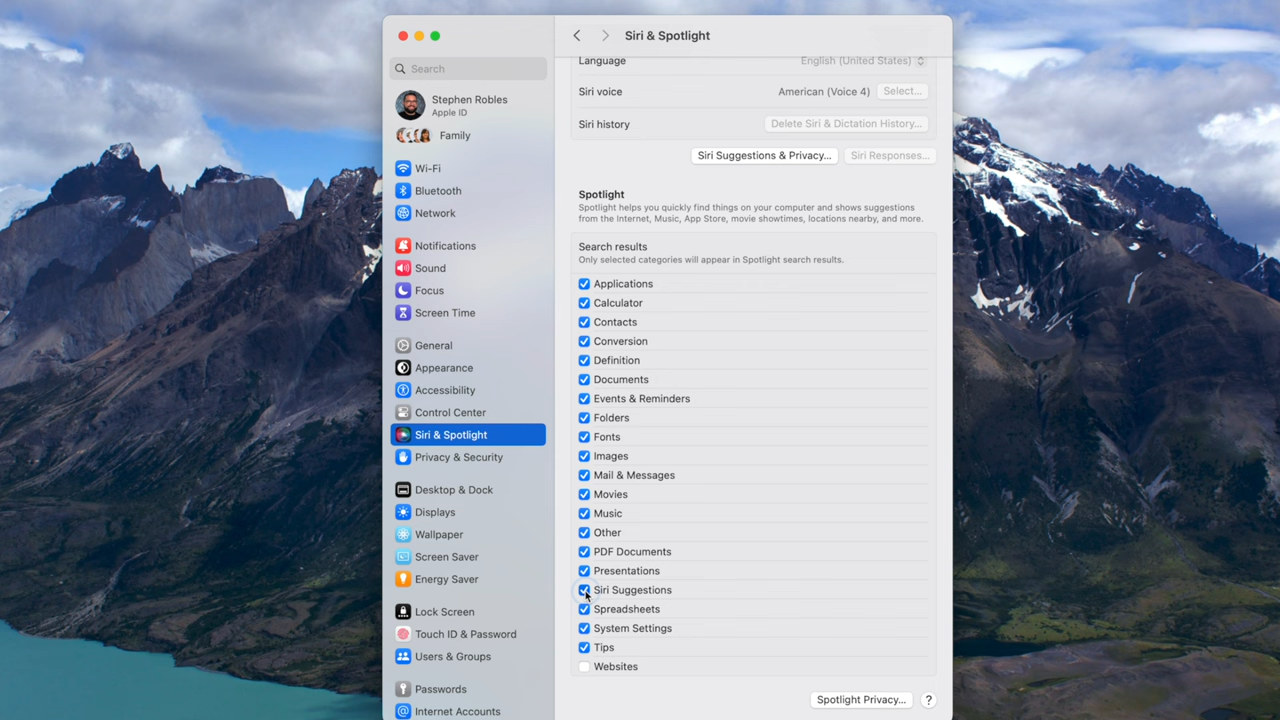 Siri & Spotlight
Search
Stephen Robles
Apple ID
Family
Wi-Fi
Bluetooth
Network
Notifications
Sound
Focus
Screen Time
General
Appearance
Accessibility
Control Center
Siri & Spotlight
Privacy & Security
Desktop & Dock
Displays
Wallpaper
Screen Saver
Energy Saver
Lock Screen
Touch ID & Password
Users & Groups
Passwords
Internet Accounts
Language English (United States)
Siri voice American (Voice 4) Select...
Siri history Delete Siri & Dictation History...
Siri Suggestions & Privacy... Siri Responses...
Spotlight
Spotlight helps you quickly find things on your computer and shows suggestions
from the Internet, Music, App Store, movie showtimes, locations nearby, and more.
Search results
Only selected categories will appear in Spotlight search results.
Applications
Calculator
Contacts
Conversion
Definition
Documents
Events & Reminders
Folders
Fonts
Images
Mail & Messages
Movies
Music
Other
PDF Documents
Presentations
Siri Suggestions
Spreadsheets
System Settings
Tips
Websites
Spotlight Privacy... ?